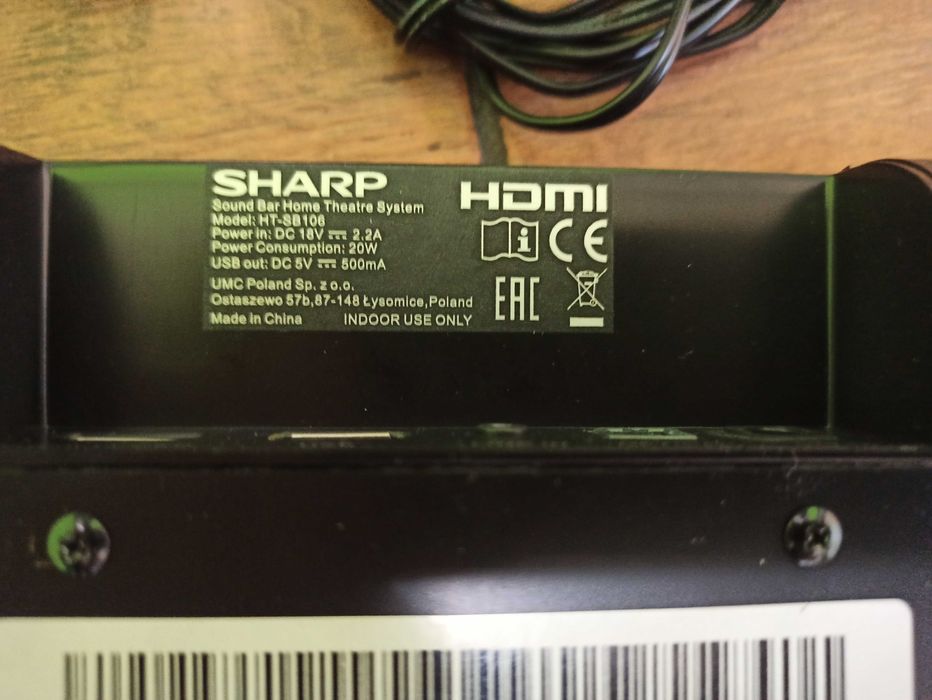 SHARP
HDMI
Sound Bar Home Theatre System
Model: HT-SB106
Power in: DC 18V ⎓ 2.2A
Power Consumption: 20W
USB out: DC 5V ⎓ 500mA
CE
UMC Poland Sp. z o.o.
Ostaszewo 57b,87-148 Łysomice,Poland
EAC
Made in China
INDOOR USE ONLY